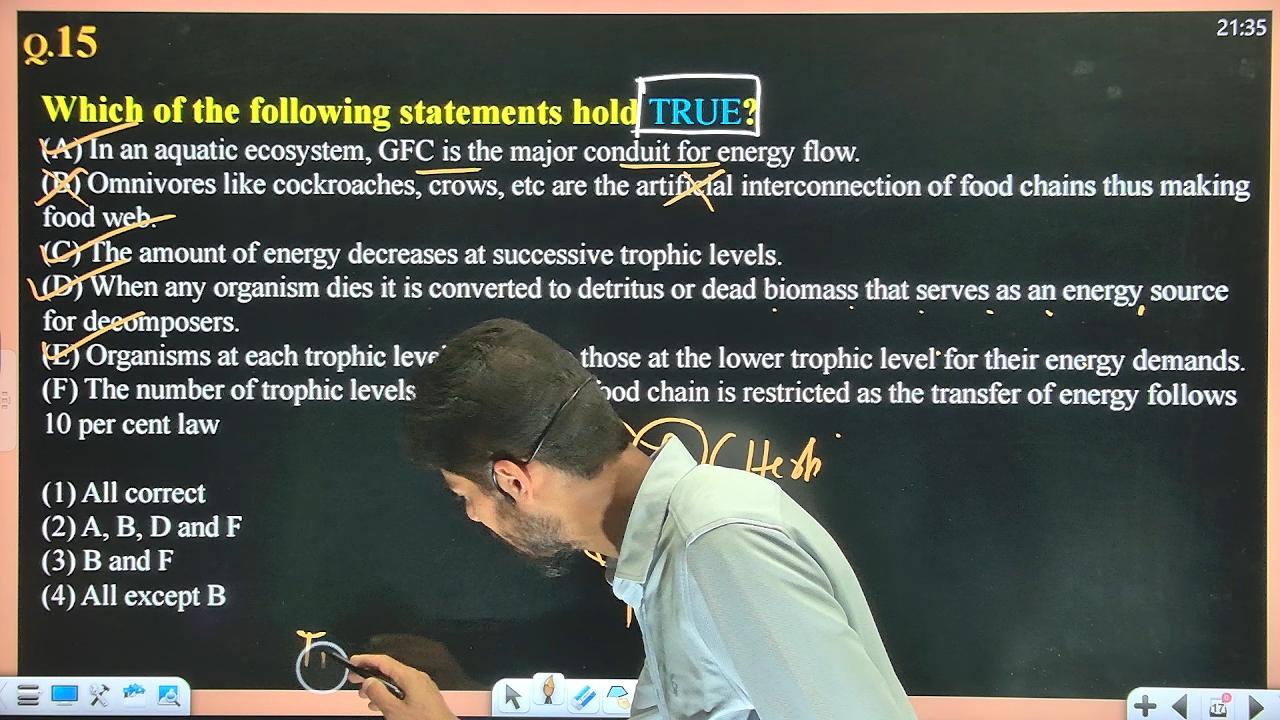 21:35
Q.15
Which of the following statements hold TRUE?
(A) In an aquatic ecosystem, GFC is the major conduit for energy flow.
(B) Omnivores like cockroaches, crows, etc are the artificial interconnection of food chains thus making
food web.
(C) The amount of energy decreases at successive trophic levels.
(D) When any organism dies it is converted to detritus or dead biomass that serves as an energy source
for decomposers.
(E) Organisms at each trophic those at the lower trophic level for their energy demands.
(F) The number of trophic levels food chain is restricted as the transfer of energy follows
10 per cent law
(1) All correct
(2) A, B, D and F
(3) B and F
(4) All except B
17